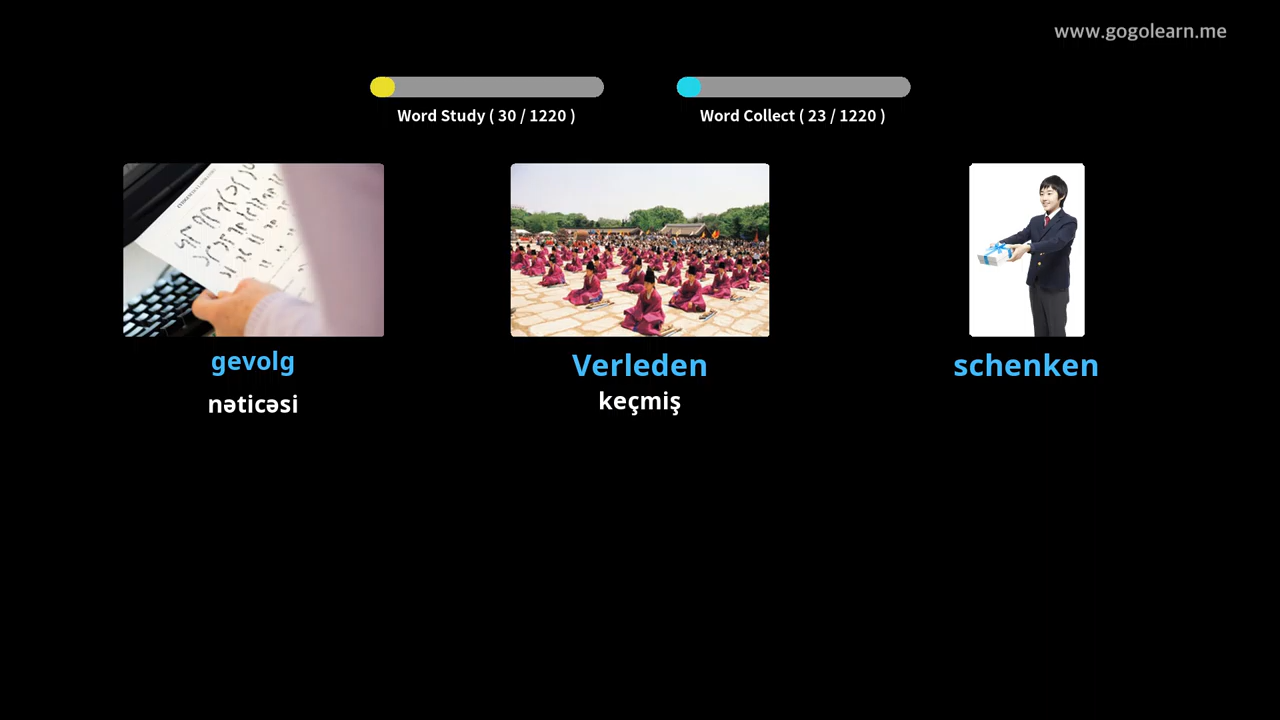 www.gogolearn.me
Word Study ( 30 / 1220 )
Word Collect ( 23 / 1220 )
gevolg
nəticəsi
Verleden
keçmiş
schenken